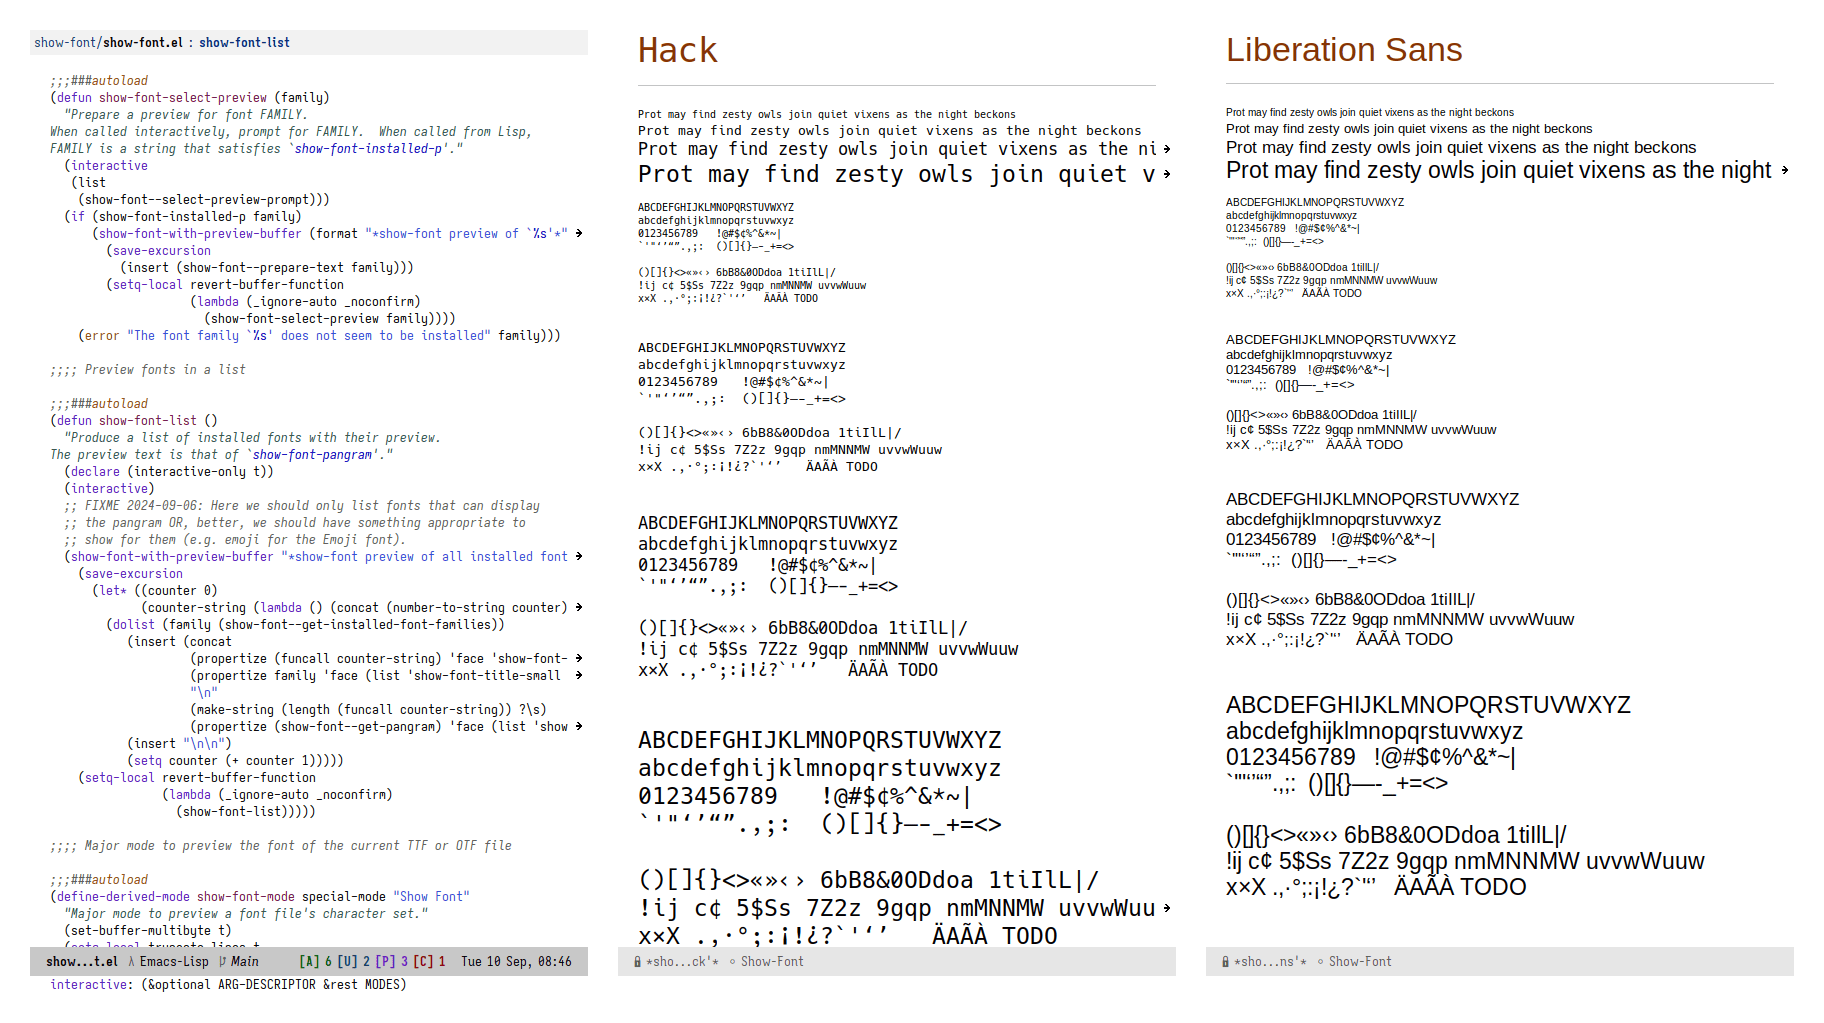 show-font/show-font.el : show-font-list
;;;###autoload
(defun show-font-select-preview (family)
"Prepare a preview for font FAMILY.
When called interactively, prompt for FAMILY.  When called from Lisp,
FAMILY is a string that satisfies `show-font-installed-p'."
(interactive
(list
(show-font--select-preview-prompt)))
(if (show-font-installed-p family)
(show-font-with-preview-buffer (format "*show-font preview of `%s'*"
(save-excursion
(insert (show-font--prepare-text family)))
(setq-local revert-buffer-function
(lambda (_ignore-auto _noconfirm)
(show-font-select-preview family))))
(error "The font family `%s' does not seem to be installed" family)))
;;;; Preview fonts in a list
;;;###autoload
(defun show-font-list ()
"Produce a list of installed fonts with their preview.
The preview text is that of `show-font-pangram'."
(declare (interactive-only t))
(interactive)
;; FIXME 2024-09-06: Here we should only list fonts that can display
;; the pangram OR, better, we should have something appropriate to
;; show for them (e.g. emoji for the Emoji font).
(show-font-with-preview-buffer "*show-font preview of all installed font
(save-excursion
(let* ((counter 0)
(counter-string (lambda () (concat (number-to-string counter)
(dolist (family (show-font--get-installed-font-families))
(insert (concat
(propertize (funcall counter-string) 'face 'show-font-
(propertize family 'face (list 'show-font-title-small
"\n"
(make-string (length (funcall counter-string)) ?\s)
(propertize (show-font--get-pangram) 'face (list 'show
(insert "\n\n")
(setq counter (+ counter 1)))))
(setq-local revert-buffer-function
(lambda (_ignore-auto _noconfirm)
(show-font-list)))))
;;;; Major mode to preview the font of the current TTF or OTF file
;;;###autoload
(define-derived-mode show-font-mode special-mode "Show Font"
"Major mode to preview a font file's character set."
(set-buffer-multibyte t)
(setq-local truncate-lines t
show...t.el λ Emacs-Lisp Main [A] 6 [U] 2 [P] 3 [C] 1 Tue 10 Sep, 08:46
interactive: (&optional ARG-DESCRIPTOR &rest MODES)
Hack
Prot may find zesty owls join quiet vixens as the night beckons
Prot may find zesty owls join quiet vixens as the night beckons
Prot may find zesty owls join quiet vixens as the ni
Prot may find zesty owls join quiet v
ABCDEFGHIJKLMNOPQRSTUVWXYZ
abcdefghijklmnopqrstuvwxyz
0123456789   !@#$¢%^&*~|
`'"‘’“”.,;:  ()[]{}—-_+=<>
()[]{}<>«»‹› 6bB8&0ODdoa 1tiIlL|/
!ij c¢ 5$Ss 7Z2z 9gqp nmMNNMW uvvwWuuw
x×X .,·°;:¡!¿?`'‘’   ÄAÃÀ TODO
ABCDEFGHIJKLMNOPQRSTUVWXYZ
abcdefghijklmnopqrstuvwxyz
0123456789   !@#$¢%^&*~|
`'"‘’“”.,;:  ()[]{}—-_+=<>
()[]{}<>«»‹› 6bB8&0ODdoa 1tiIlL|/
!ij c¢ 5$Ss 7Z2z 9gqp nmMNNMW uvvwWuuw
x×X .,·°;:¡!¿?`'‘’   ÄAÃÀ TODO
ABCDEFGHIJKLMNOPQRSTUVWXYZ
abcdefghijklmnopqrstuvwxyz
0123456789   !@#$¢%^&*~|
`'"‘’“”.,;:  ()[]{}—-_+=<>
()[]{}<>«»‹› 6bB8&0ODdoa 1tiIlL|/
!ij c¢ 5$Ss 7Z2z 9gqp nmMNNMW uvvwWuuw
x×X .,·°;:¡!¿?`'‘’   ÄAÃÀ TODO
ABCDEFGHIJKLMNOPQRSTUVWXYZ
abcdefghijklmnopqrstuvwxyz
0123456789   !@#$¢%^&*~|
`'"‘’“”.,;:  ()[]{}—-_+=<>
()[]{}<>«»‹› 6bB8&0ODdoa 1tiIlL|/
!ij c¢ 5$Ss 7Z2z 9gqp nmMNNMW uvvwWuu
x×X .,·°;:¡!¿?`'‘’   ÄAÃÀ TODO
*sho...ck'* Show-Font
Liberation Sans
Prot may find zesty owls join quiet vixens as the night beckons
Prot may find zesty owls join quiet vixens as the night beckons
Prot may find zesty owls join quiet vixens as the night beckons
Prot may find zesty owls join quiet vixens as the night
ABCDEFGHIJKLMNOPQRSTUVWXYZ
abcdefghijklmnopqrstuvwxyz
0123456789   !@#$¢%^&*~|
`'"‘’“”.,;:  ()[]{}—-_+=<>
()[]{}<>«»‹› 6bB8&0ODdoa 1tiIlL|/
!ij c¢ 5$Ss 7Z2z 9gqp nmMNNMW uvvwWuuw
x×X .,·°;:¡!¿?`'‘’   ÄAÃÀ TODO
ABCDEFGHIJKLMNOPQRSTUVWXYZ
abcdefghijklmnopqrstuvwxyz
0123456789   !@#$¢%^&*~|
`'"‘’“”.,;:  ()[]{}—-_+=<>
()[]{}<>«»‹› 6bB8&0ODdoa 1tiIlL|/
!ij c¢ 5$Ss 7Z2z 9gqp nmMNNMW uvvwWuuw
x×X .,·°;:¡!¿?`'‘’   ÄAÃÀ TODO
ABCDEFGHIJKLMNOPQRSTUVWXYZ
abcdefghijklmnopqrstuvwxyz
0123456789   !@#$¢%^&*~|
`'"‘’“”.,;:  ()[]{}—-_+=<>
()[]{}<>«»‹› 6bB8&0ODdoa 1tiIlL|/
!ij c¢ 5$Ss 7Z2z 9gqp nmMNNMW uvvwWuuw
x×X .,·°;:¡!¿?`'‘’   ÄAÃÀ TODO
ABCDEFGHIJKLMNOPQRSTUVWXYZ
abcdefghijklmnopqrstuvwxyz
0123456789   !@#$¢%^&*~|
`'"‘’“”.,;:  ()[]{}—-_+=<>
()[]{}<>«»‹› 6bB8&0ODdoa 1tiIlL|/
!ij c¢ 5$Ss 7Z2z 9gqp nmMNNMW uvvwWuuw
x×X .,·°;:¡!¿?`'‘’   ÄAÃÀ TODO
*sho...ns'* Show-Font